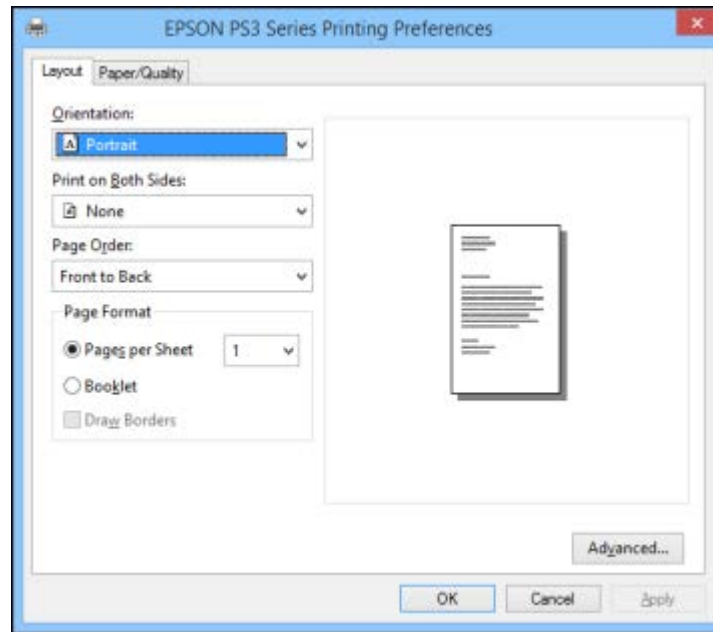 EPSON PS3 Series Printing Preferences
Layout
Paper/Quality
Orientation:
Portrait
Print on Both Sides:
None
Page Order:
Front to Back
Page Format
Pages per Sheet 1
Booklet
Draw Borders
Advanced...
OK Cancel Apply